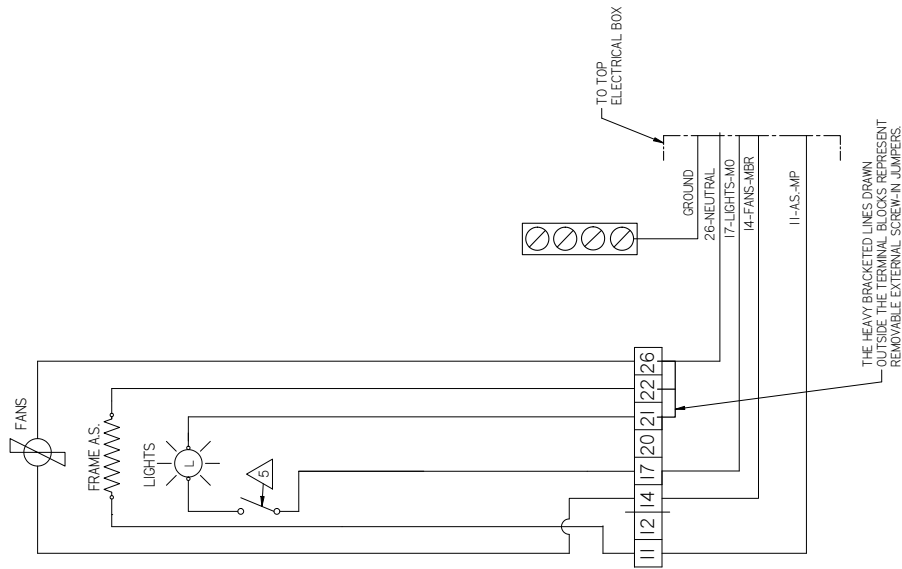 FANS
FRAME A.S.
LIGHTS
L
5
11 12 14 17 20 21 22 26
TO TOP
ELECTRICAL BOX
GROUND
26-NEUTRAL
17-LIGHTS-MO
14-FANS-MBR
11-A.S.-MP
THE HEAVY BRACKETED LINES DRAWN
OUTSIDE THE TERMINAL BLOCKS REPRESENT
REMOVABLE EXTERNAL SCREW-IN JUMPERS.